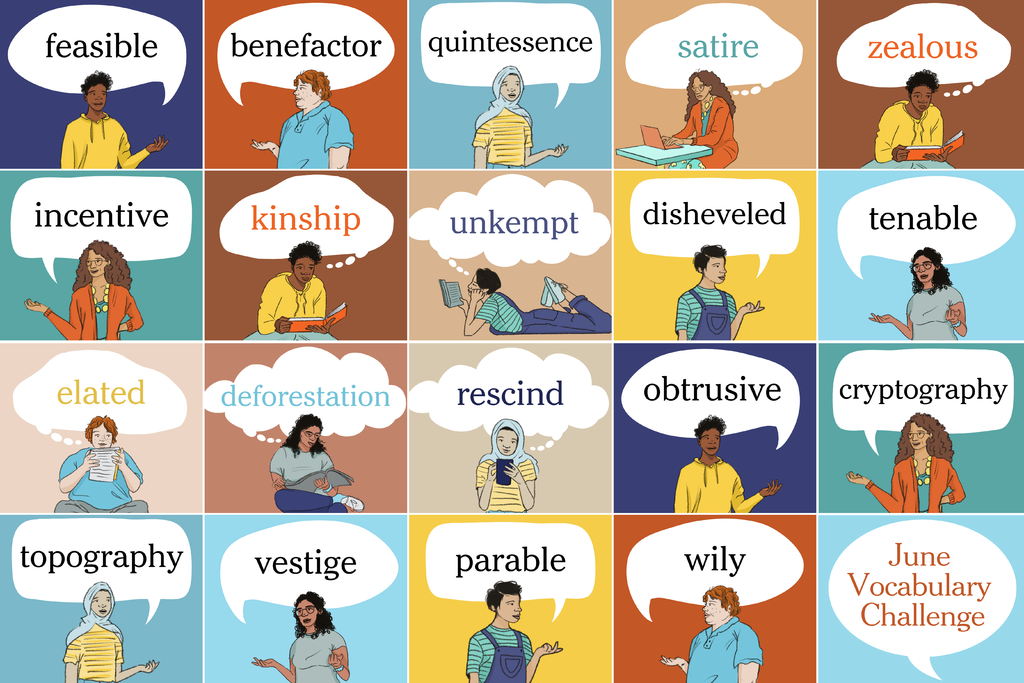 feasible
benefactor
quintessence
satire
zealous
incentive
kinship
unkempt
disheveled
tenable
elated
deforestation
rescind
obtrusive
cryptography
topography
vestige
parable
wily
June
Vocabulary
Challenge